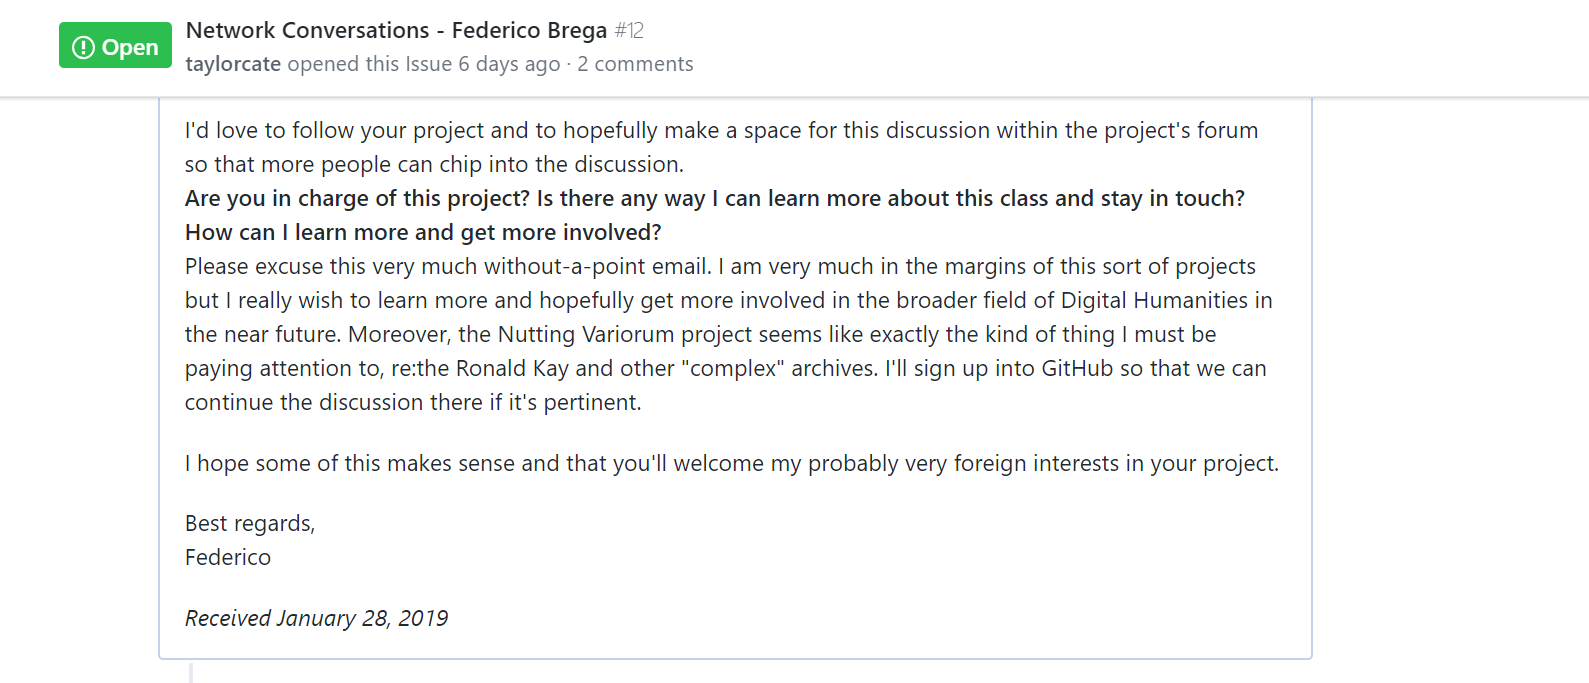 Open
Network Conversations - Federico Brega #12
taylorcate opened this Issue 6 days ago · 2 comments
I'd love to follow your project and to hopefully make a space for this discussion within the project's forum
so that more people can chip into the discussion.
Are you in charge of this project? Is there any way I can learn more about this class and stay in touch?
How can I learn more and get more involved?
Please excuse this very much without-a-point email. I am very much in the margins of this sort of projects
but I really wish to learn more and hopefully get more involved in the broader field of Digital Humanities in
the near future. Moreover, the Nutting Variorum project seems like exactly the kind of thing I must be
paying attention to, re:the Ronald Kay and other "complex" archives. I'll sign up into GitHub so that we can
continue the discussion there if it's pertinent.
I hope some of this makes sense and that you'll welcome my probably very foreign interests in your project.
Best regards,
Federico
Received January 28, 2019